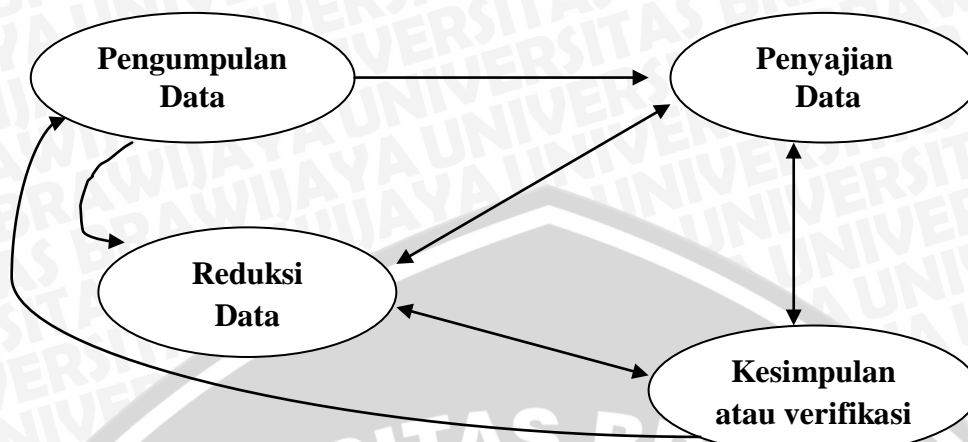 Pengumpulan
Data
Penyajian
Data
Reduksi
Data
Kesimpulan
atau verifikasi